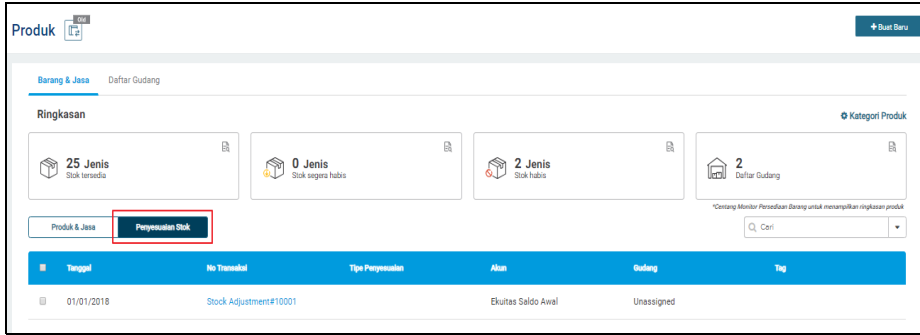 Produk
Old
+ Buat Baru
Barang & Jasa
Daftar Gudang
Ringkasan
Kategori Produk
25 Jenis
Stok tersedia
0 Jenis
Stok segera habis
2 Jenis
Stok habis
2
Daftar Gudang
*Centang Monitor Persediaan Barang untuk menampilkan ringkasan produk
Produk & Jasa
Penyesuaian Stok
Cari
Tanggal No Transaksi Tipe Penyesuaian Akun Gudang Tag
01/01/2018 Stock Adjustment#10001 Ekuitas Saldo Awal Unassigned